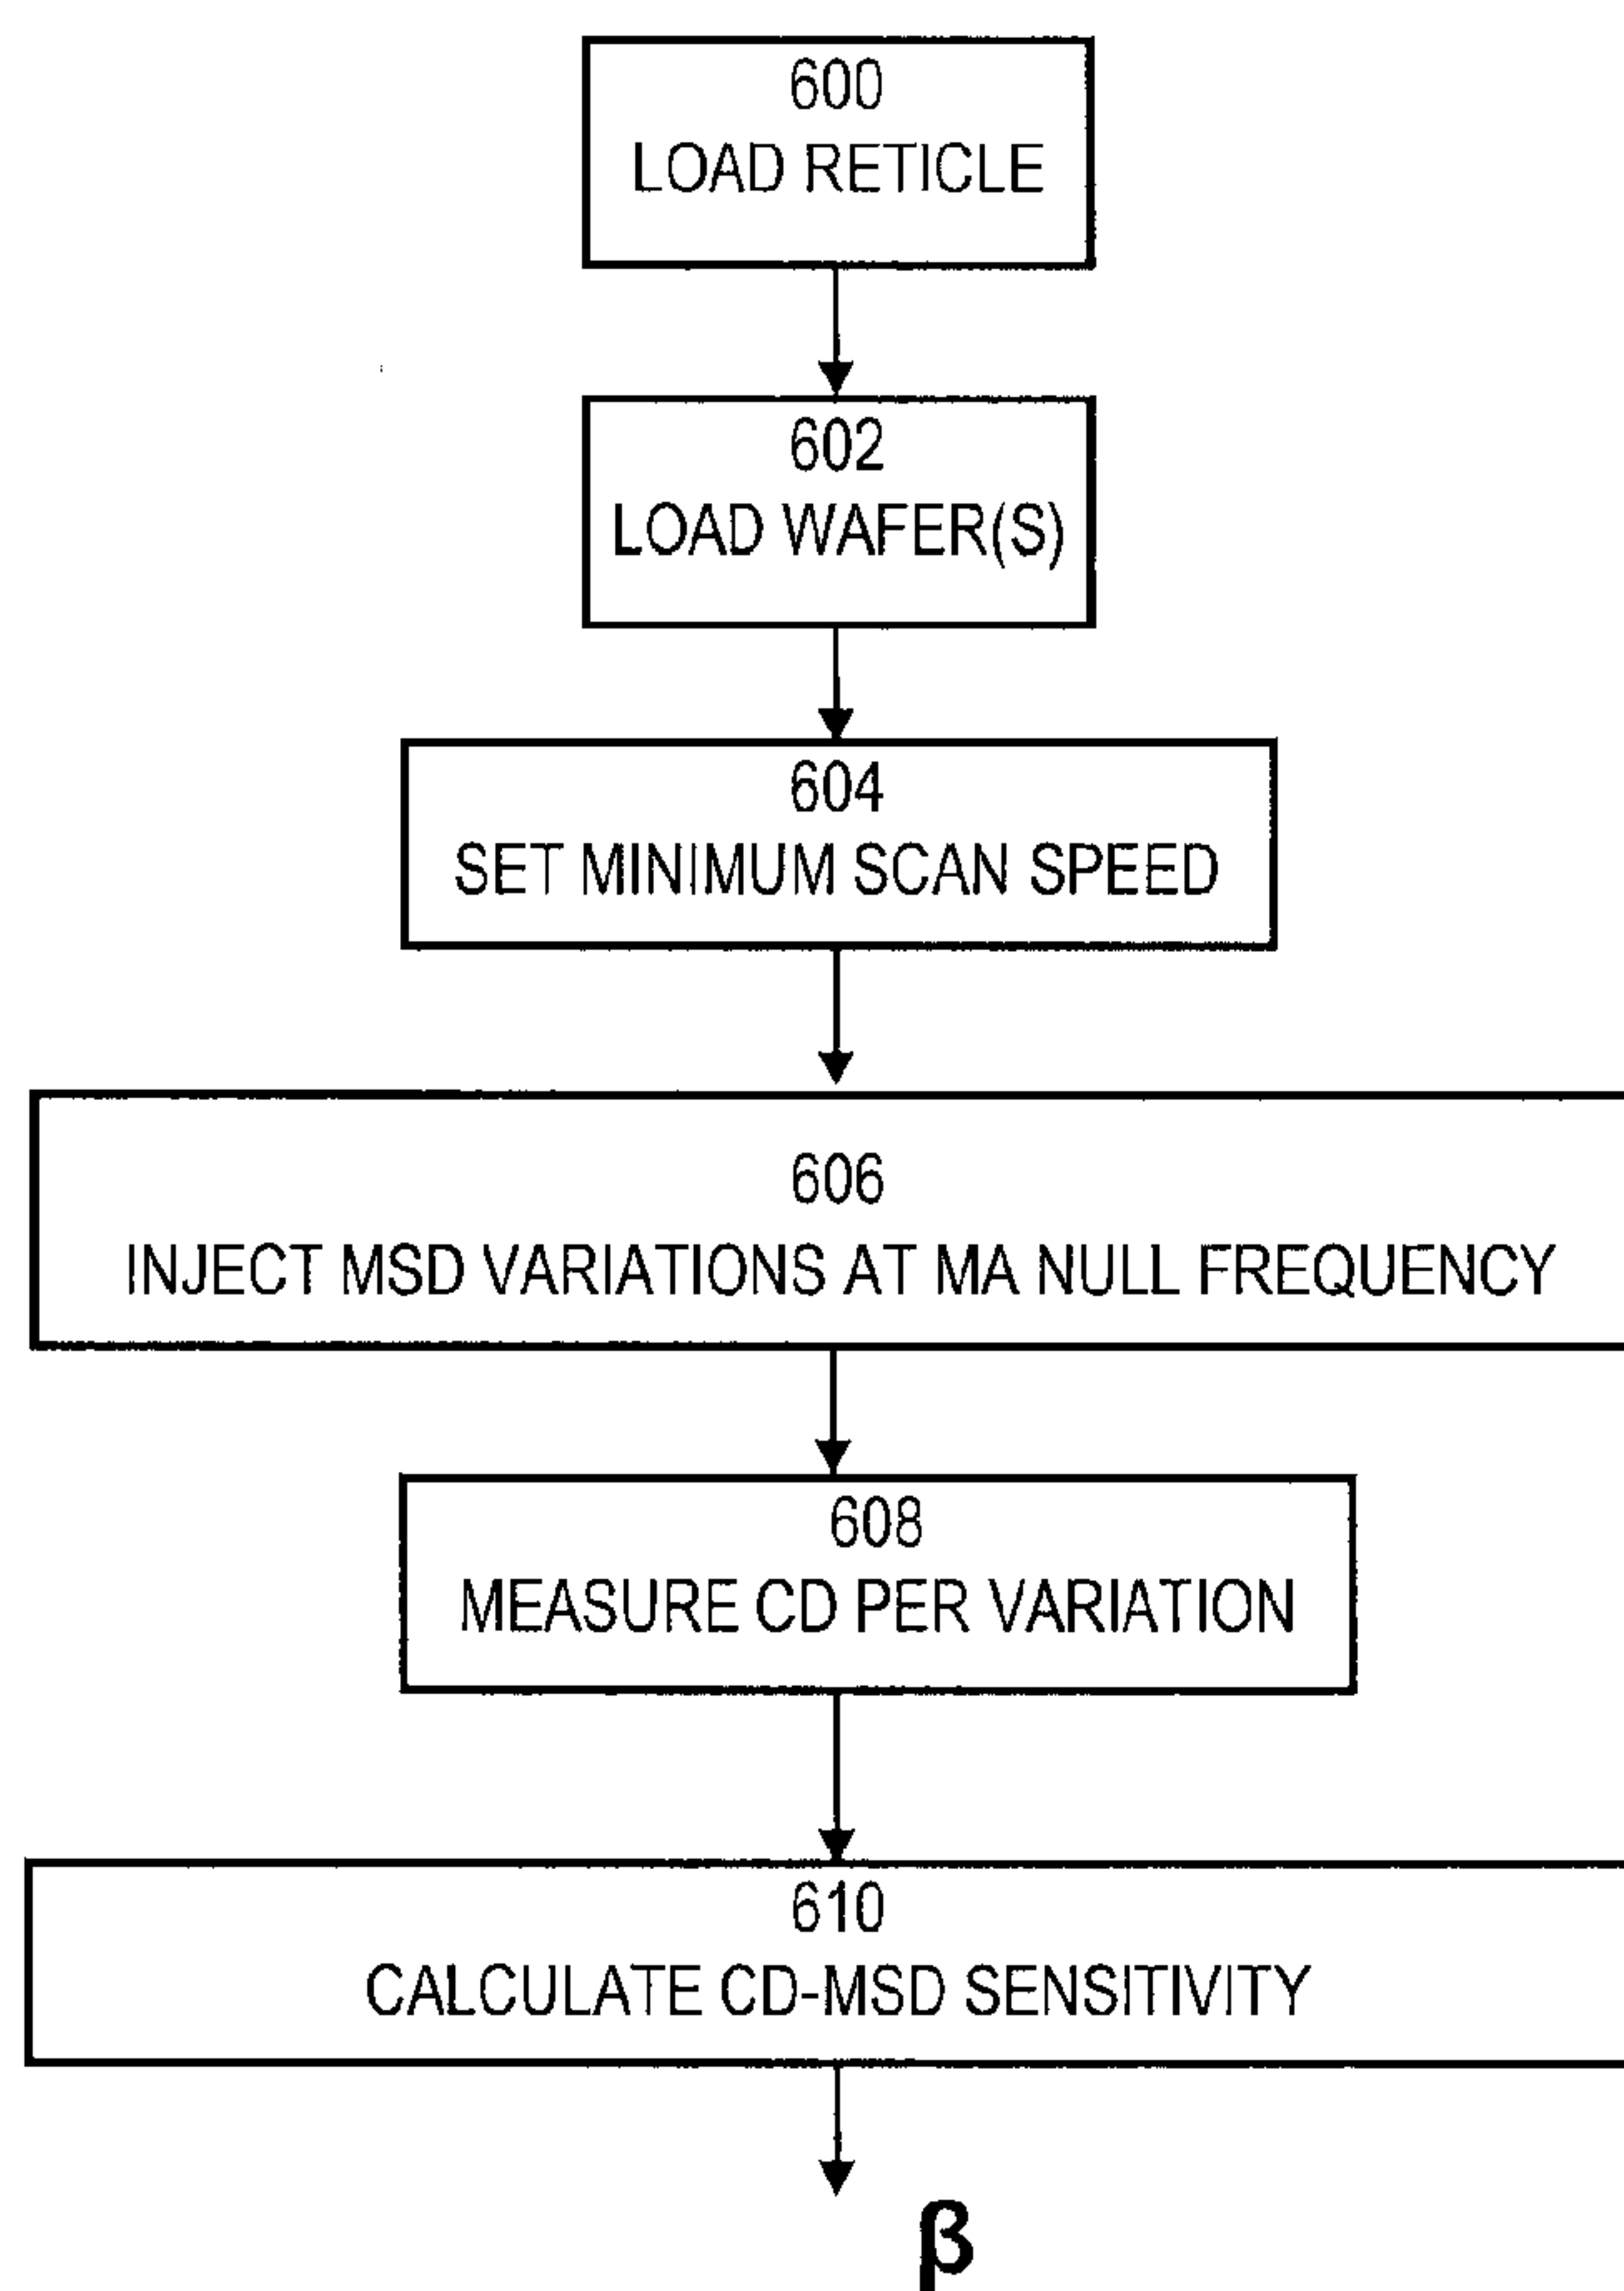 600
LOAD RETICLE
602
LOAD WAFER(S)
604
SET MINIMUM SCAN SPEED
606
INJECT MSD VARIATIONS AT MA NULL FREQUENCY
608
MEASURE CD PER VARIATION
610
CALCULATE CD-MSD SENSITIVITY
β